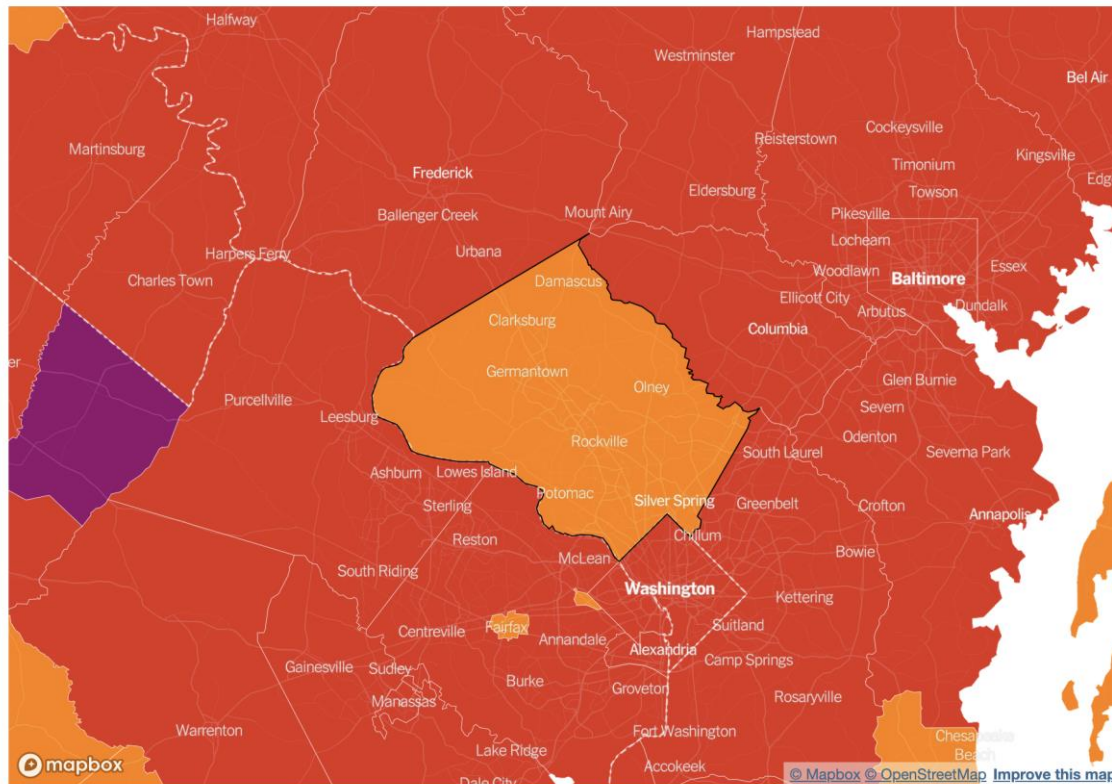 Halfway
Hampstead
Westminster
Bel Air
Martinsburg
Cockeysville
Reisterstown
Kingsville
Timonium
Frederick
Towson
Eldersburg
Ballenger Creek
Mount Airy
Pikesville
Lochearn
Urbana
Harpers Ferry
Essex
Woodlawn
Baltimore
Charles Town
Damascus
Ellicott City
Dundalk
Arbutus
Clarksburg
Columbia
Germantown
Glen Burnie
Olney
Purcellville
Severn
Leesburg
Rockville
Odenton
South Laurel
Severna Park
Ashburn
Lowes Island
Potomac
Silver Spring
Sterling
Greenbelt
Crofton
Annapolis
Reston
Chillum
McLean
Bowie
South Riding
Washington
Kettering
Fairfax
Centreville
Suitland
Annandale
Alexandria
Gainesville
Sudley
Camp Springs
Burke
Groveton
Rosaryville
Manassas
Warrenton
Fort Washington
Chesapeake
Beach
Lake Ridge
mapbox
Accokeek
Dale City
© Mapbox © OpenStreetMap Improve this map